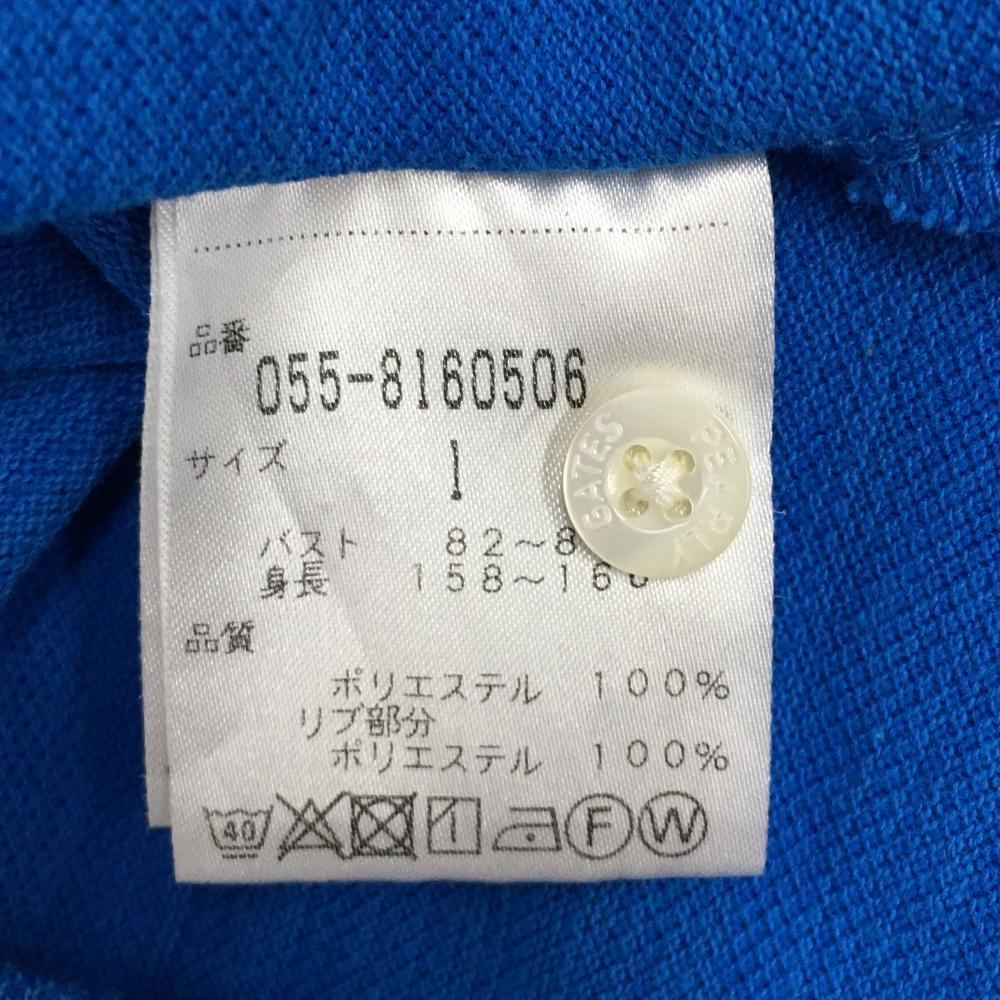 品番
055-8160506
サイズ 1
バスト 82～8
身長 158～16
品質
ポリエステル 100%
リブ部分
ポリエステル 100%
40 F W
PEARLY GATES